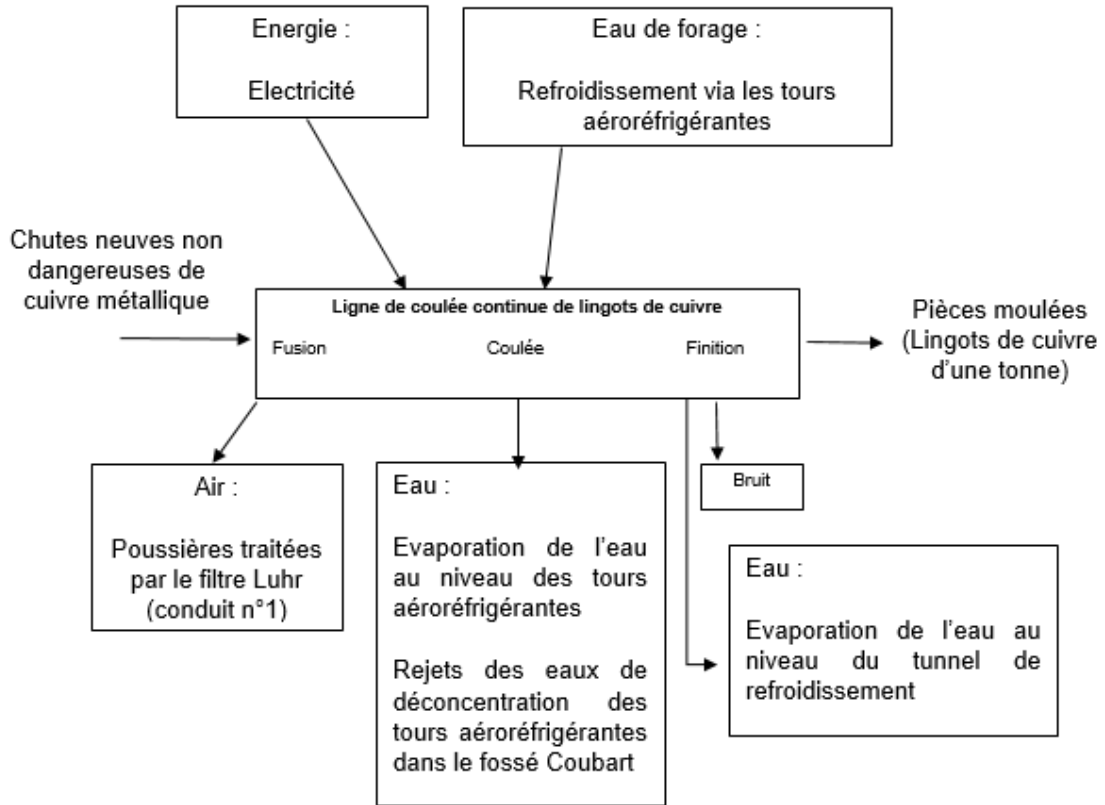 Energie :
Electricité
Eau de forage :
Refroidissement via les tours
aéroréfrigérantes
Chutes neuves non
dangereuses de
cuivre métallique
Ligne de coulée continue de lingots de cuivre
Fusion Coulée Finition
Pièces moulées
(Lingots de cuivre
d'une tonne)
Air :
Poussières traitées
par le filtre Luhr
(conduit n°1)
Eau :
Evaporation de l'eau
au niveau des tours
aéroréfrigérantes
Rejets des eaux de
déconcentration des
tours aéroréfrigérantes
dans le fossé Coubart
Bruit
Eau :
Evaporation de l'eau au
niveau du tunnel de
refroidissement